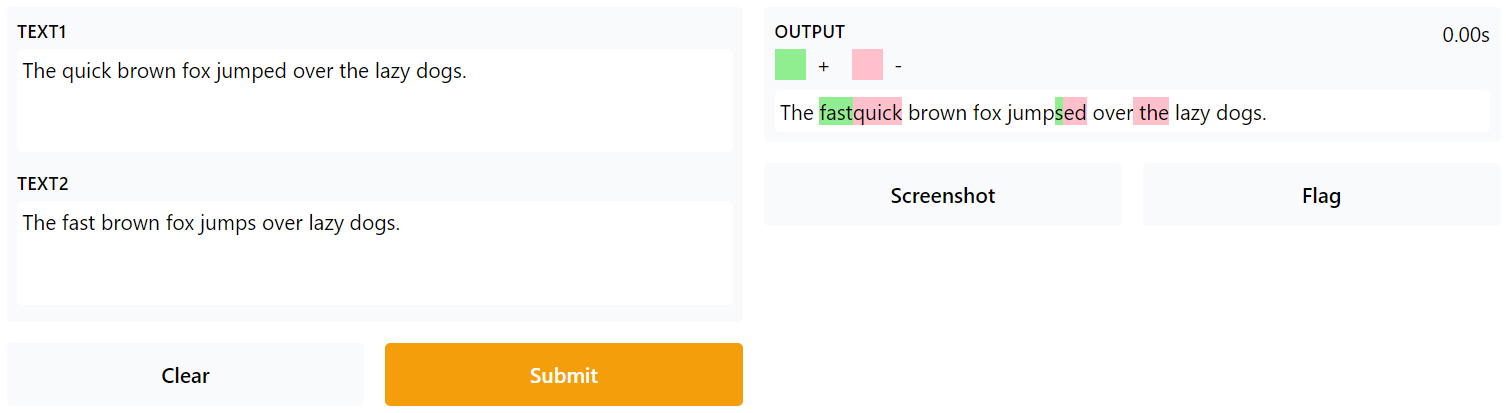 TEXT1
The quick brown fox jumped over the lazy dogs.
TEXT2
The fast brown fox jumps over lazy dogs.
Clear
Submit
OUTPUT
0.00s
+ -
The fastquick brown fox jumpsed over the lazy dogs.
Screenshot
Flag